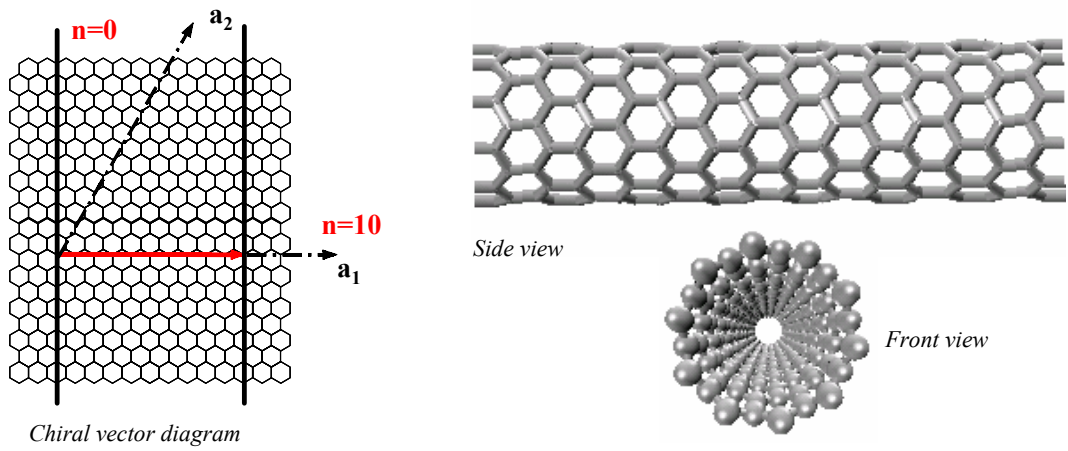 n=0
a2
n=10
a1
Chiral vector diagram
Side view
Front view